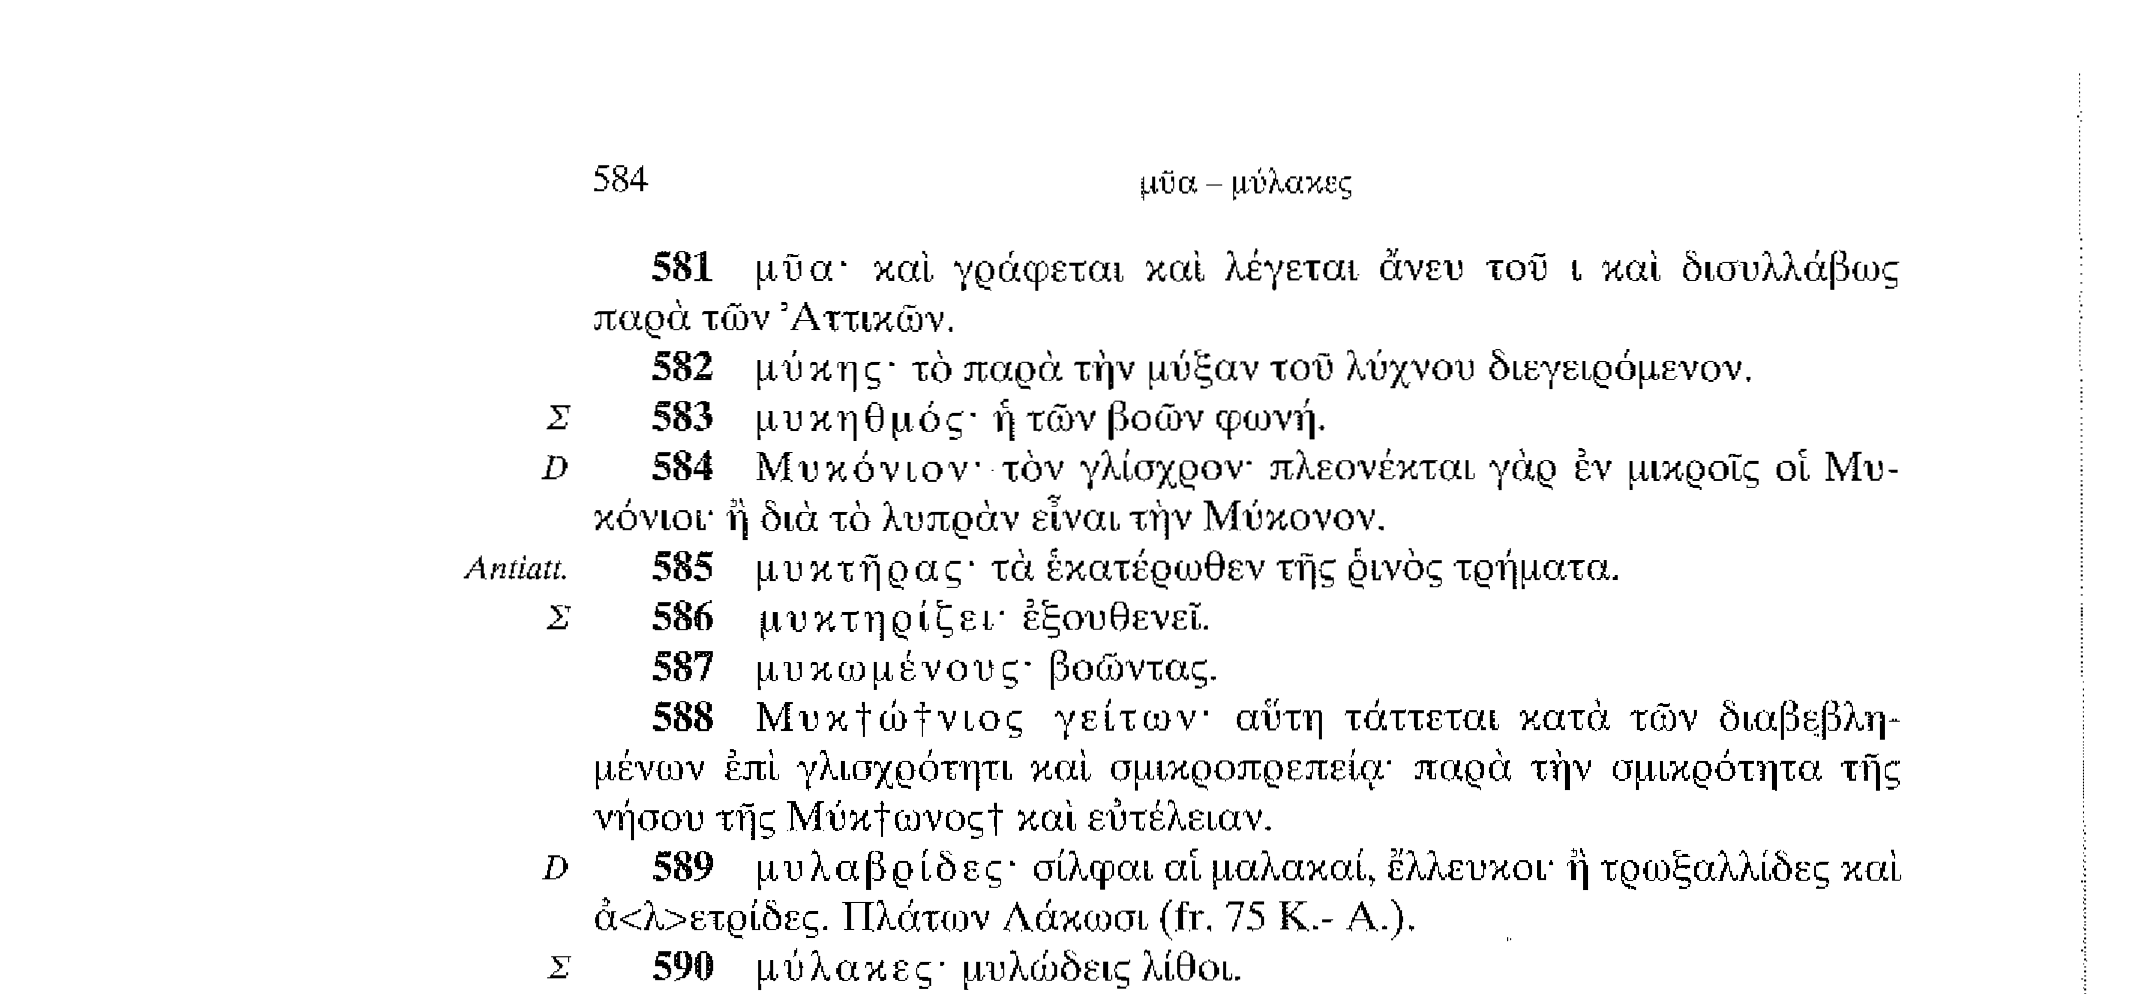 584 μῦα – μύλακες
581 μῦα· καὶ γράφεται καὶ λέγεται ἄνευ τοῦ ι καὶ δισυλλάβως
παρὰ τῶν Ἀττικῶν.
582 μύκης· τὸ παρὰ τὴν μύξαν τοῦ λύχνου διεγειρόμενον.
Σ 583 μυκηθμός· ἡ τῶν βοῶν φωνή.
D 584 Μυκόνιον· τὸν γλίσχρον· πλεονέκται γὰρ ἐν μικροῖς οἱ Μυ-
κόνιοι· ἢ διὰ τὸ λυπρὰν εἶναι τὴν Μύκονον.
Antiatt. 585 μυκτῆρας· τὰ ἑκατέρωθεν τῆς ῥινὸς τρήματα.
Σ 586 μυκτηρίζει· ἐξουθενεῖ.
587 μυκωμένους· βοῶντας.
588 Μυκ†ώ†νιος γείτων· αὕτη τάττεται κατὰ τῶν διαβεβλη-
μένων ἐπὶ γλισχρότητι καὶ σμικροπρεπείᾳ· παρὰ τὴν σμικρότητα τῆς
νήσου τῆς Μύκ†ωνος† καὶ εὐτέλειαν.
D 589 μυλαβρίδες· σίλφαι αἱ μαλακαί, ἔλλευκοι· ἢ τρωξαλλίδες καὶ
ἀ<λ>ετρίδες. Πλάτων Λάκωσι (fr. 75 K.- A.).
Σ 590 μύλακες· μυλώδεις λίθοι.